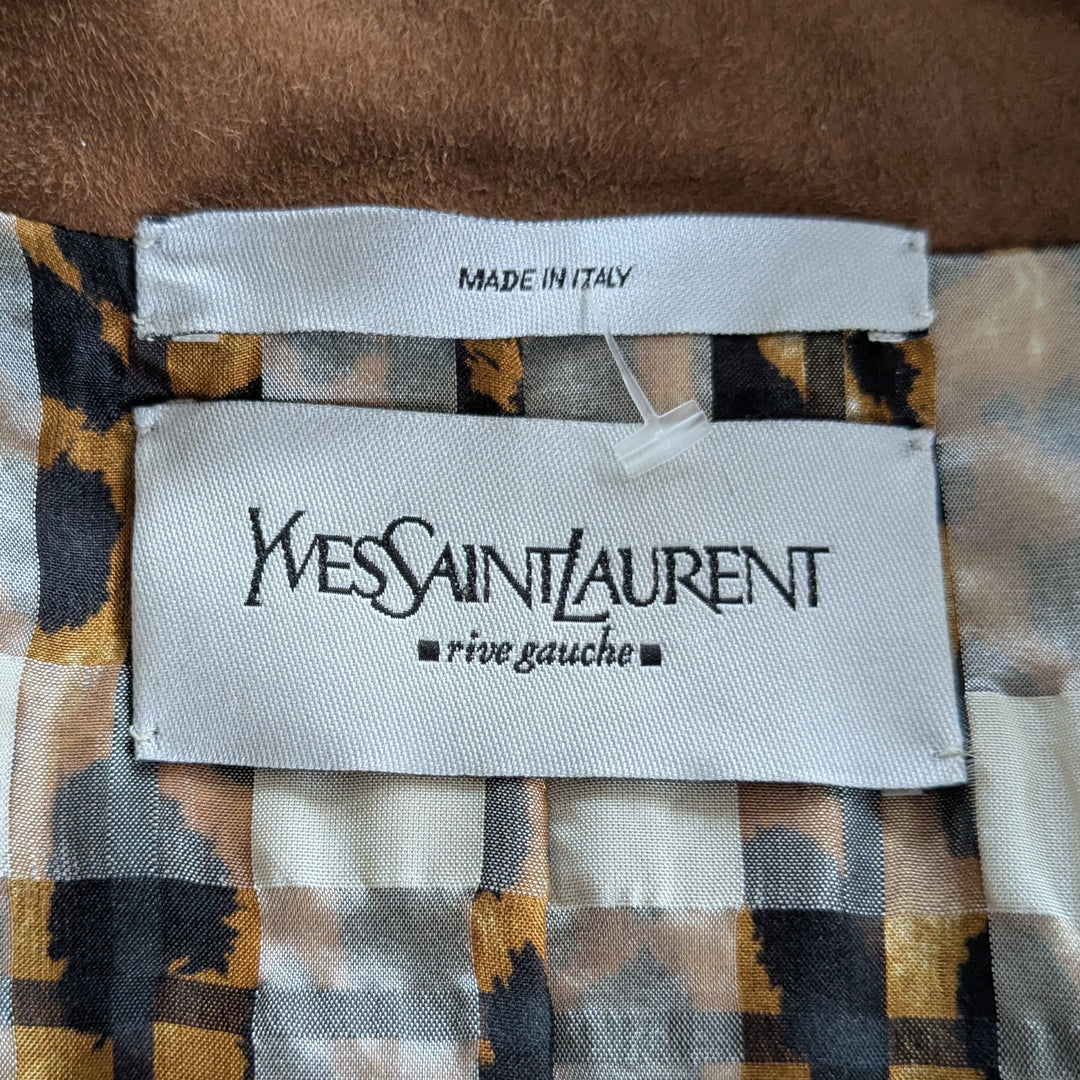 MADE IN ITALY
YVESSAINTLAURENT
rive gauche